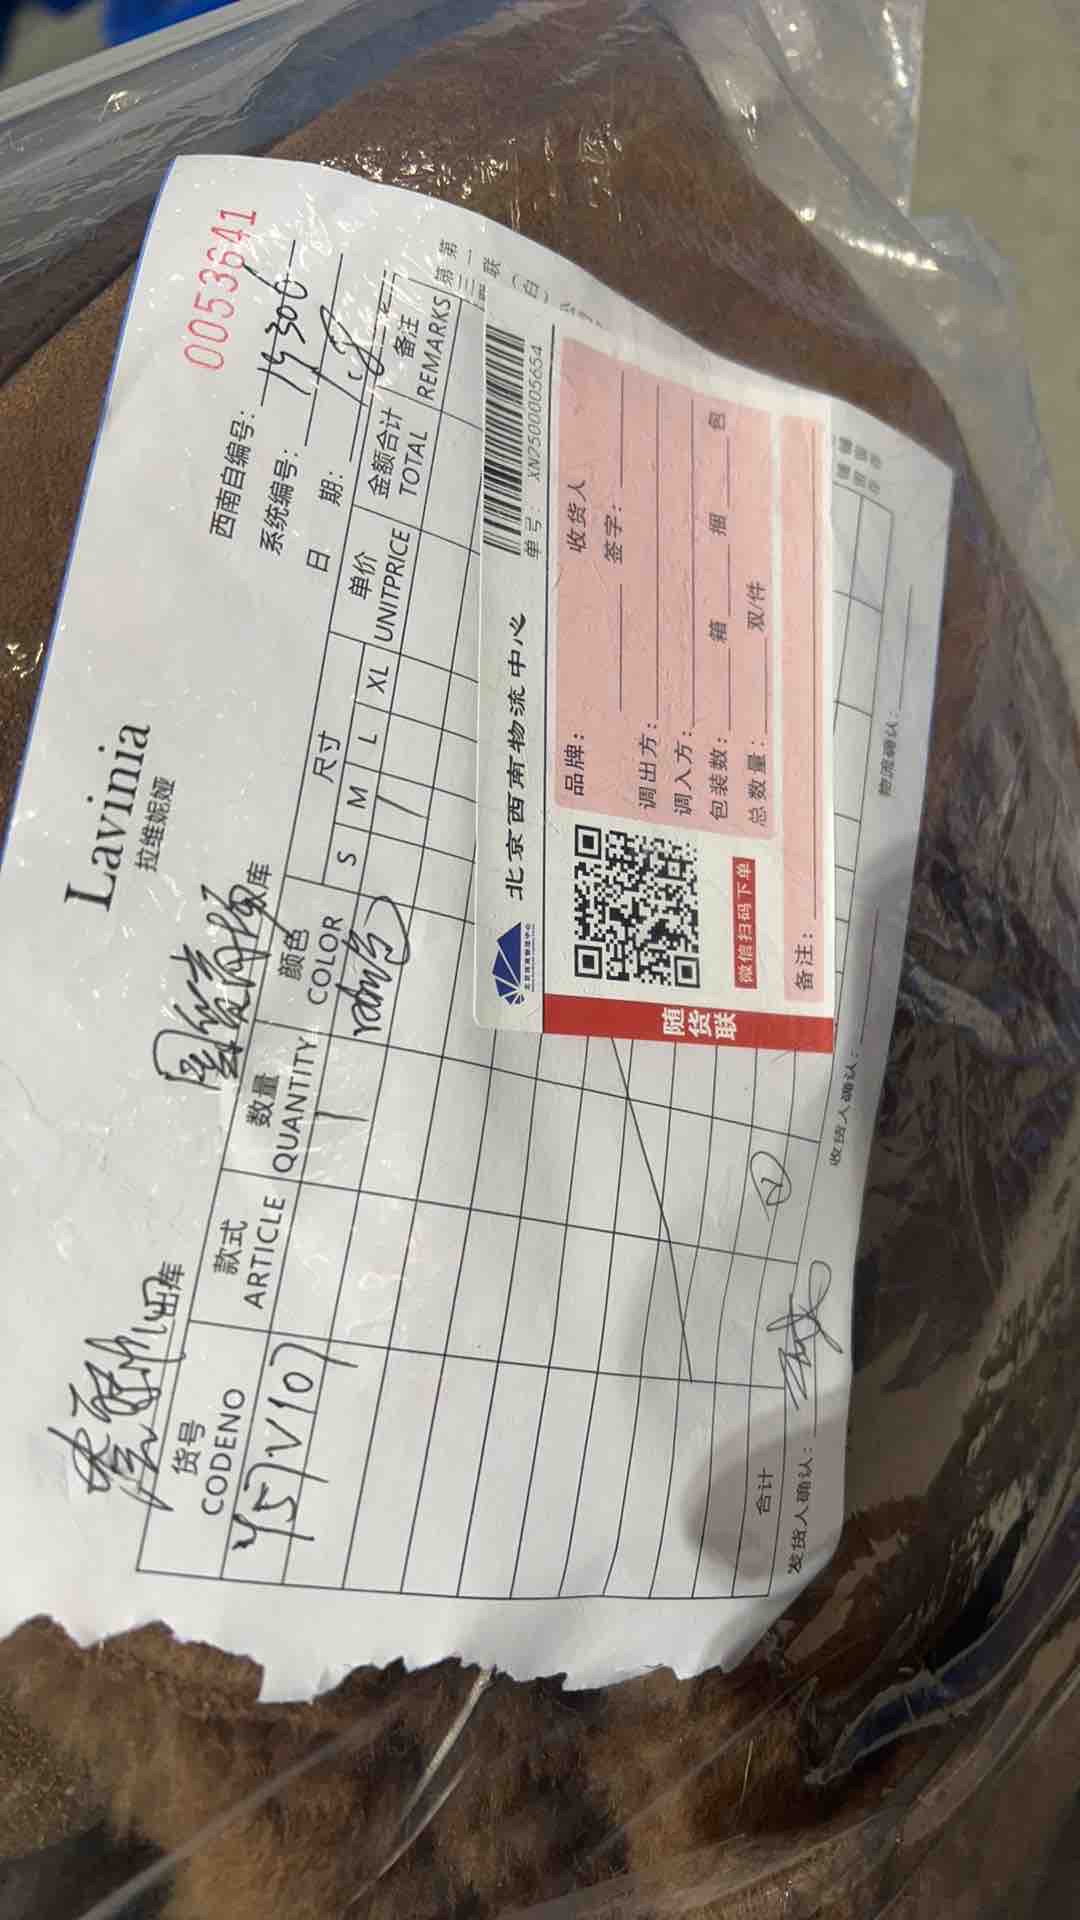 Lavinia
拉维妮娅
0053641
西南自编号:
系统编号:
日 期:
出库
库
货号 款式 数量 颜色 尺寸 单价 金额合计 备注
CODENO ARTICLE QUANTITY COLOR S M L XL UNITPRICE TOTAL REMARKS
Y57V107 1
北京西南物流中心
单号: XN2500005654
品牌: 收货人
签字:
调出方:
调入方:
包装数: 箱 捆 包
总数量: 双/件
备注:
微信扫码下单
随货联
合计
发货人确认: 收货人确认: 物流确认: